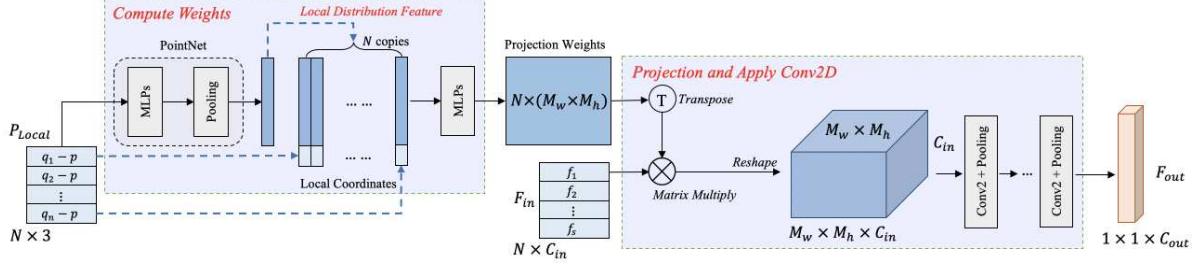 Compute Weights
Local Distribution Feature
PointNet
N copies
MLPs
Pooling
... ...
MLPs
P_Local
q_1 − p
q_2 − p
⋮
q_n − p
N × 3
... ...
Local Coordinates
Projection Weights
N×(M_w×M_h)
F_in
f_1
f_2
⋮
f_s
N × C_in
Projection and Apply Conv2D
T
Transpose
Matrix Multiply
Reshape
M_w × M_h
C_in
M_w × M_h × C_in
Conv2 + Pooling
...
Conv2 + Pooling
F_out
1 × 1 × C_out